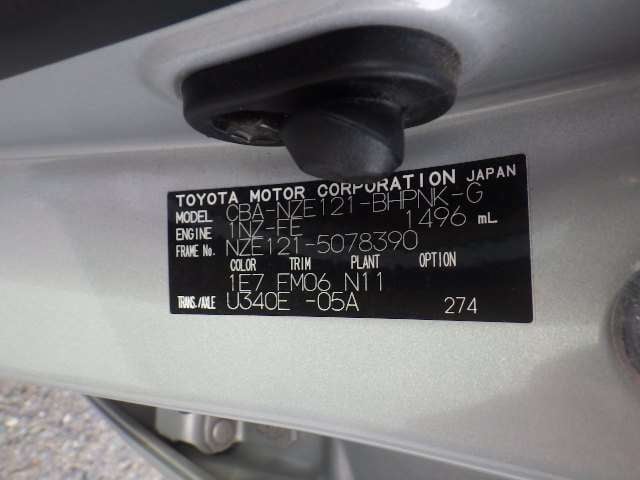 TOYOTA MOTOR CORPORATION JAPAN
MODEL CBA-NZE121-BHPNK-G
ENGINE 1NZ-FE 1496 mL
FRAME No. NZE121-5078390
COLOR TRIM PLANT OPTION
1E7 FM06 N11
TRANS./AXLE U340E -05A 274